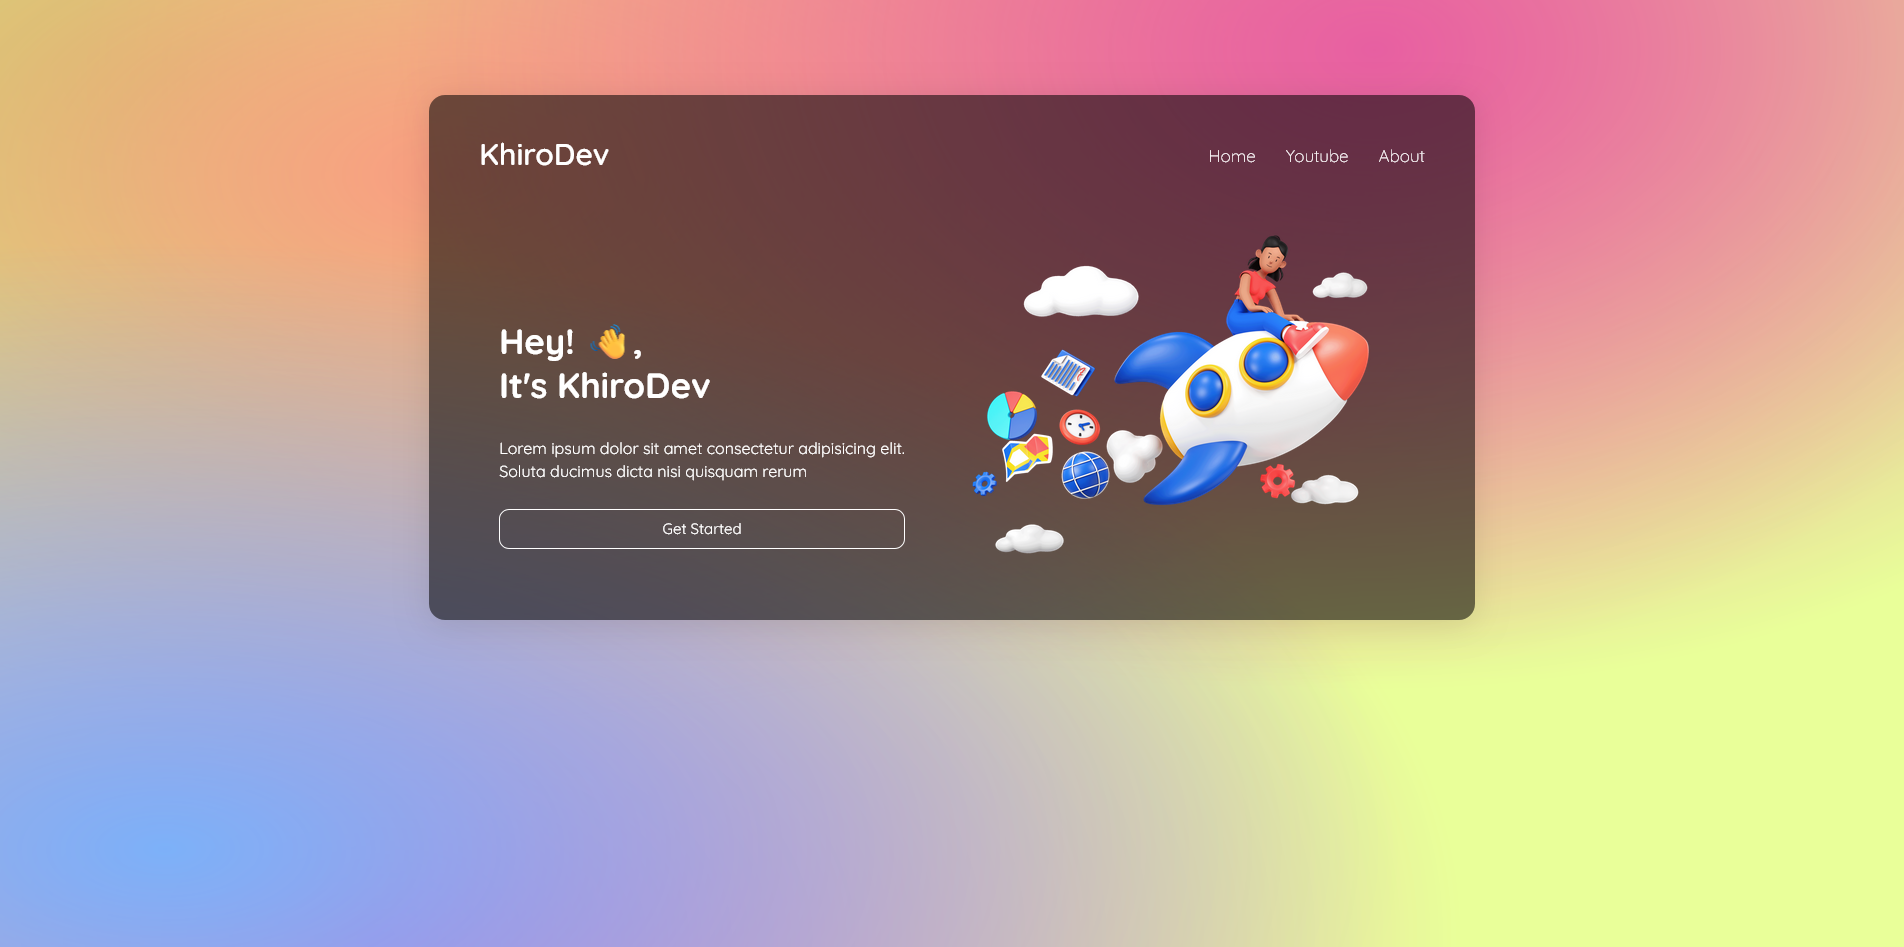 KhiroDev
Home Youtube About
Hey! 👋,
It's KhiroDev
Lorem ipsum dolor sit amet consectetur adipisicing elit.
Soluta ducimus dicta nisi quisquam rerum
Get Started